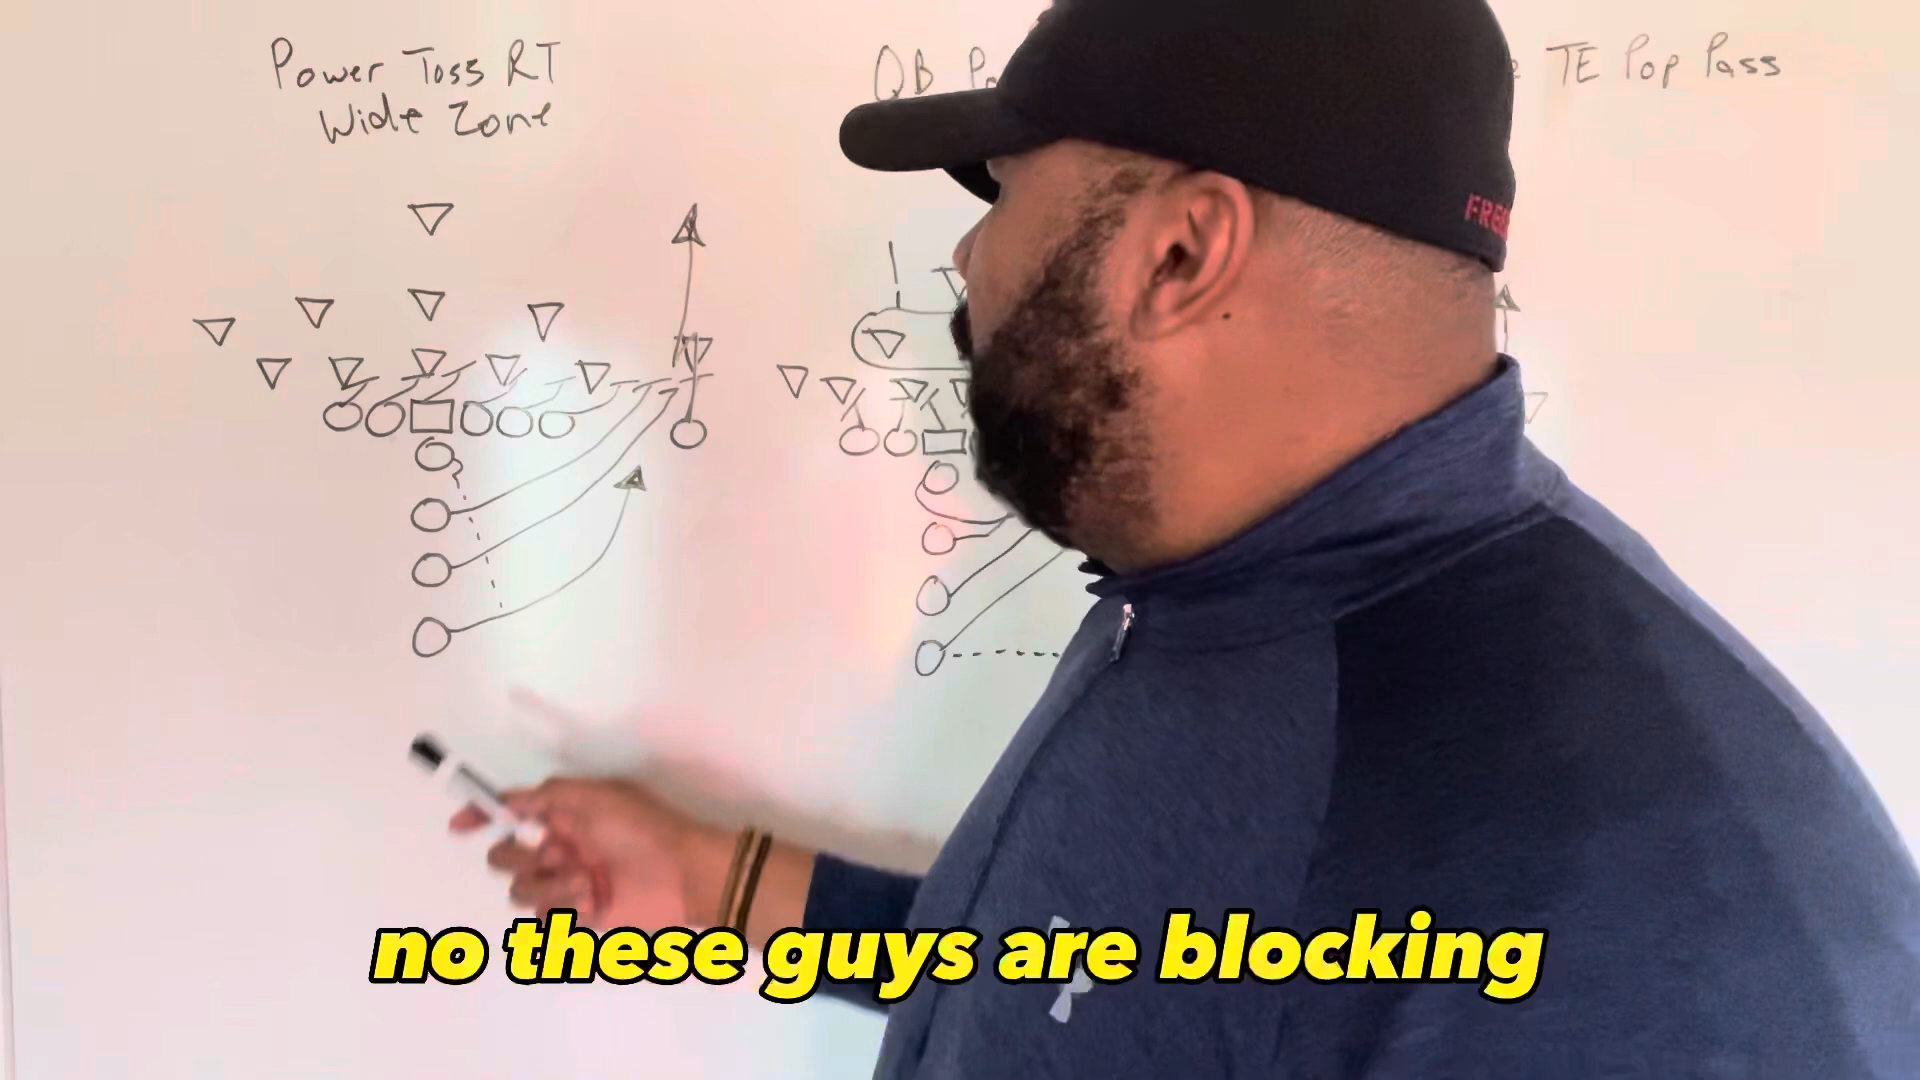 Power Toss RT
Wide Zone
QB
TE Pop Pass
no these guys are blocking